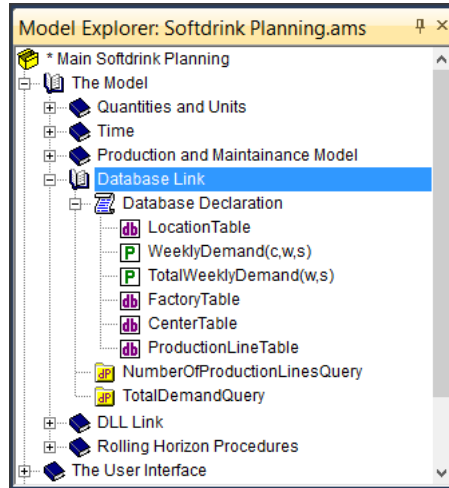 Model Explorer: Softdrink Planning.ams
* Main Softdrink Planning
The Model
Quantities and Units
Time
Production and Maintainance Model
Database Link
Database Declaration
db LocationTable
P WeeklyDemand(c,w,s)
P TotalWeeklyDemand(w,s)
db FactoryTable
db CenterTable
db ProductionLineTable
dP NumberOfProductionLinesQuery
dP TotalDemandQuery
DLL Link
Rolling Horizon Procedures
The User Interface